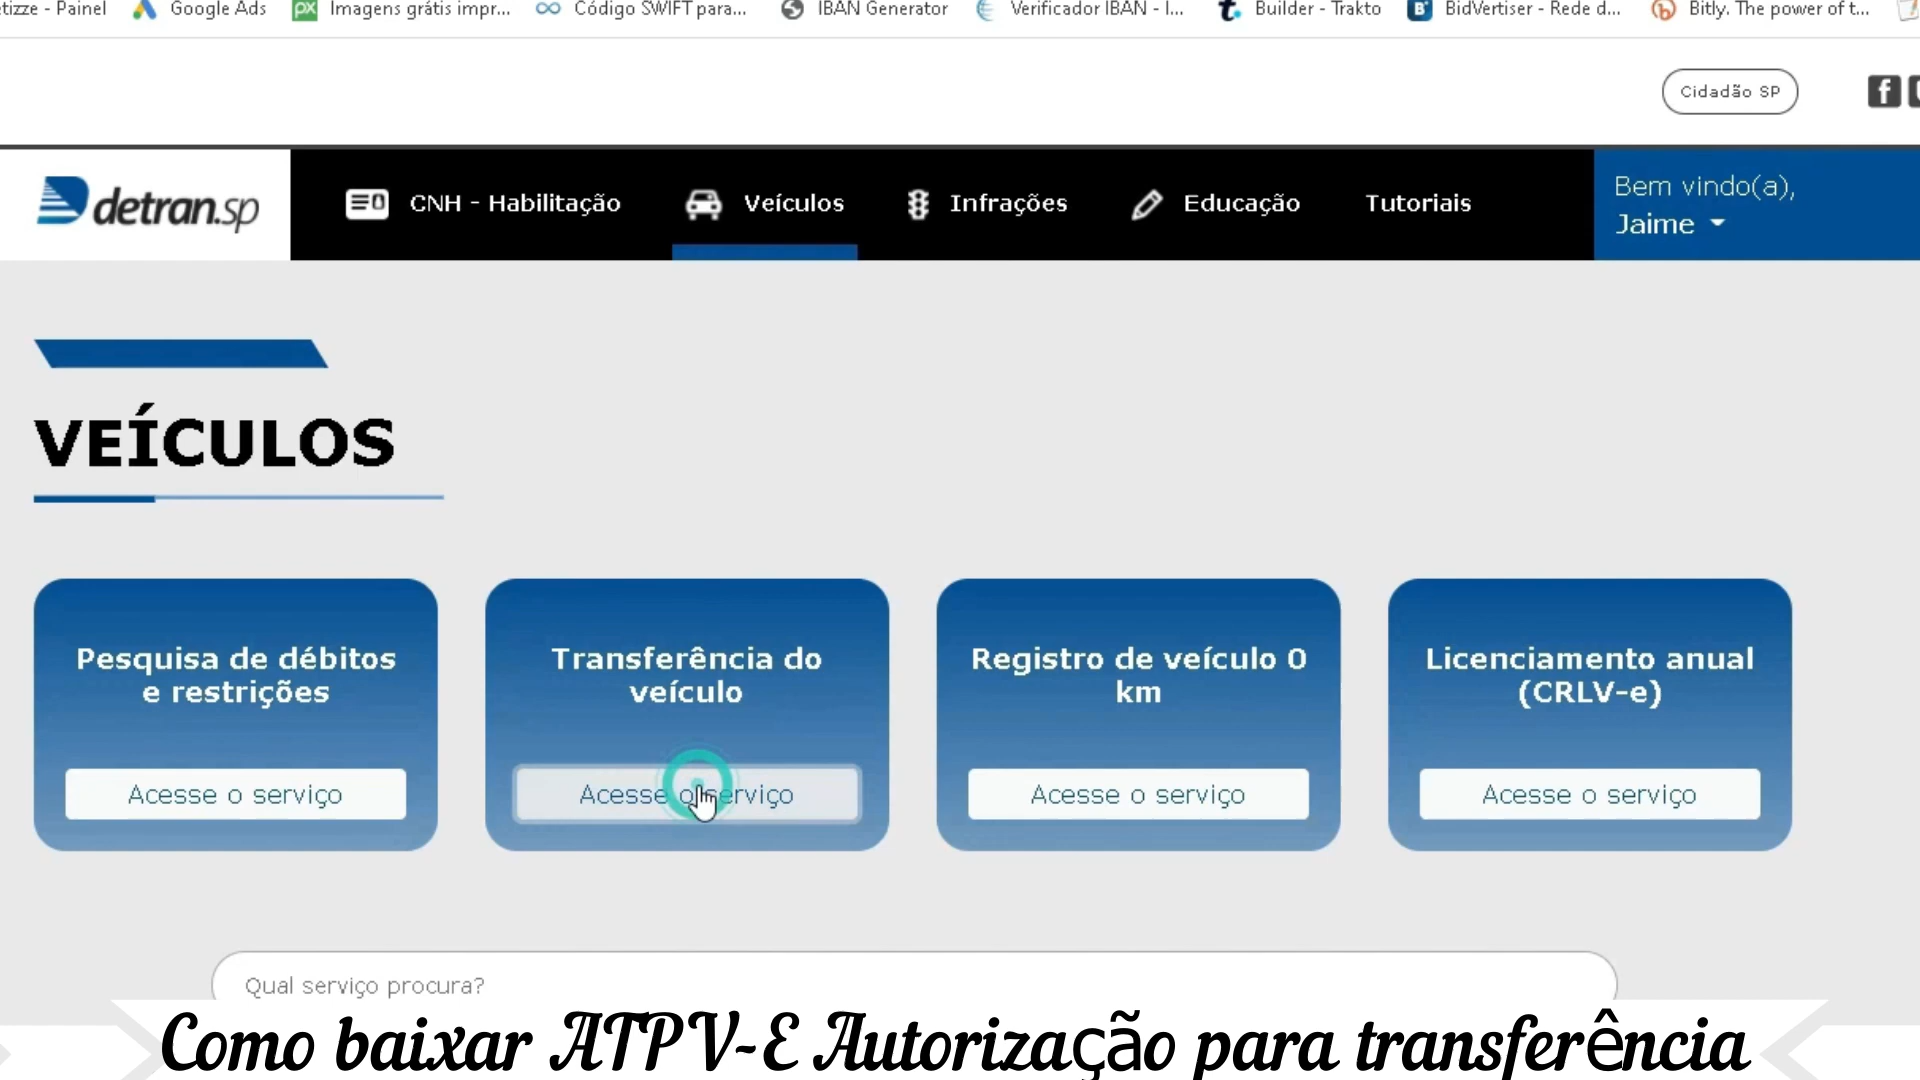 etizze - Painel Google Ads Imagens grátis impr... Código SWIFT para... IBAN Generator Verificador IBAN - I... Builder - Trakto BidVertiser - Rede d... Bitly. The power of t...
Cidadão SP
detran.sp CNH - Habilitação Veículos Infrações Educação Tutoriais
Bem vindo(a),
Jaime
VEÍCULOS
Pesquisa de débitos
e restrições
Acesse o serviço
Transferência do
veículo
Acesse o serviço
Registro de veículo 0
km
Acesse o serviço
Licenciamento anual
(CRLV-e)
Acesse o serviço
Qual serviço procura?
Como baixar ATPV-E Autorização para transferência